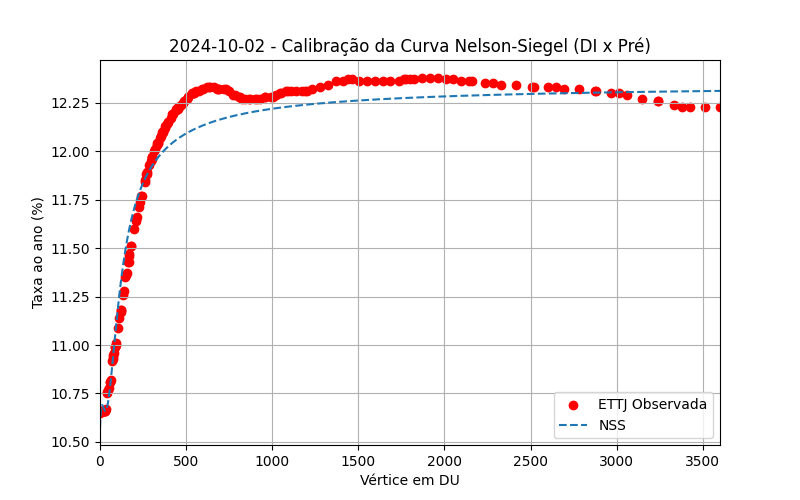 2024-10-02 - Calibração da Curva Nelson-Siegel (DI x Pré)
Taxa ao ano (%)
12.25
12.00
11.75
11.50
11.25
11.00
10.75
10.50
0 500 1000 1500 2000 2500 3000 3500
Vértice em DU
ETTJ Observada
NSS